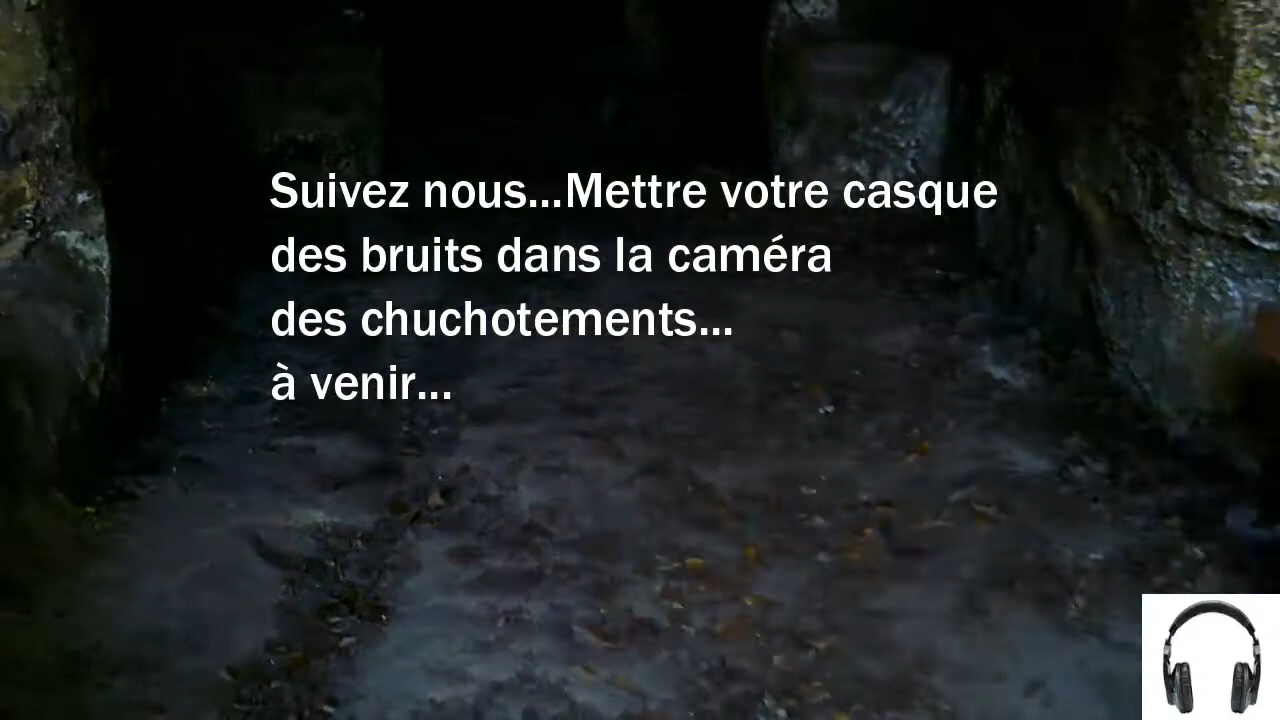 Suivez nous...Mettre votre casque
des bruits dans la caméra
des chuchotements...
à venir...